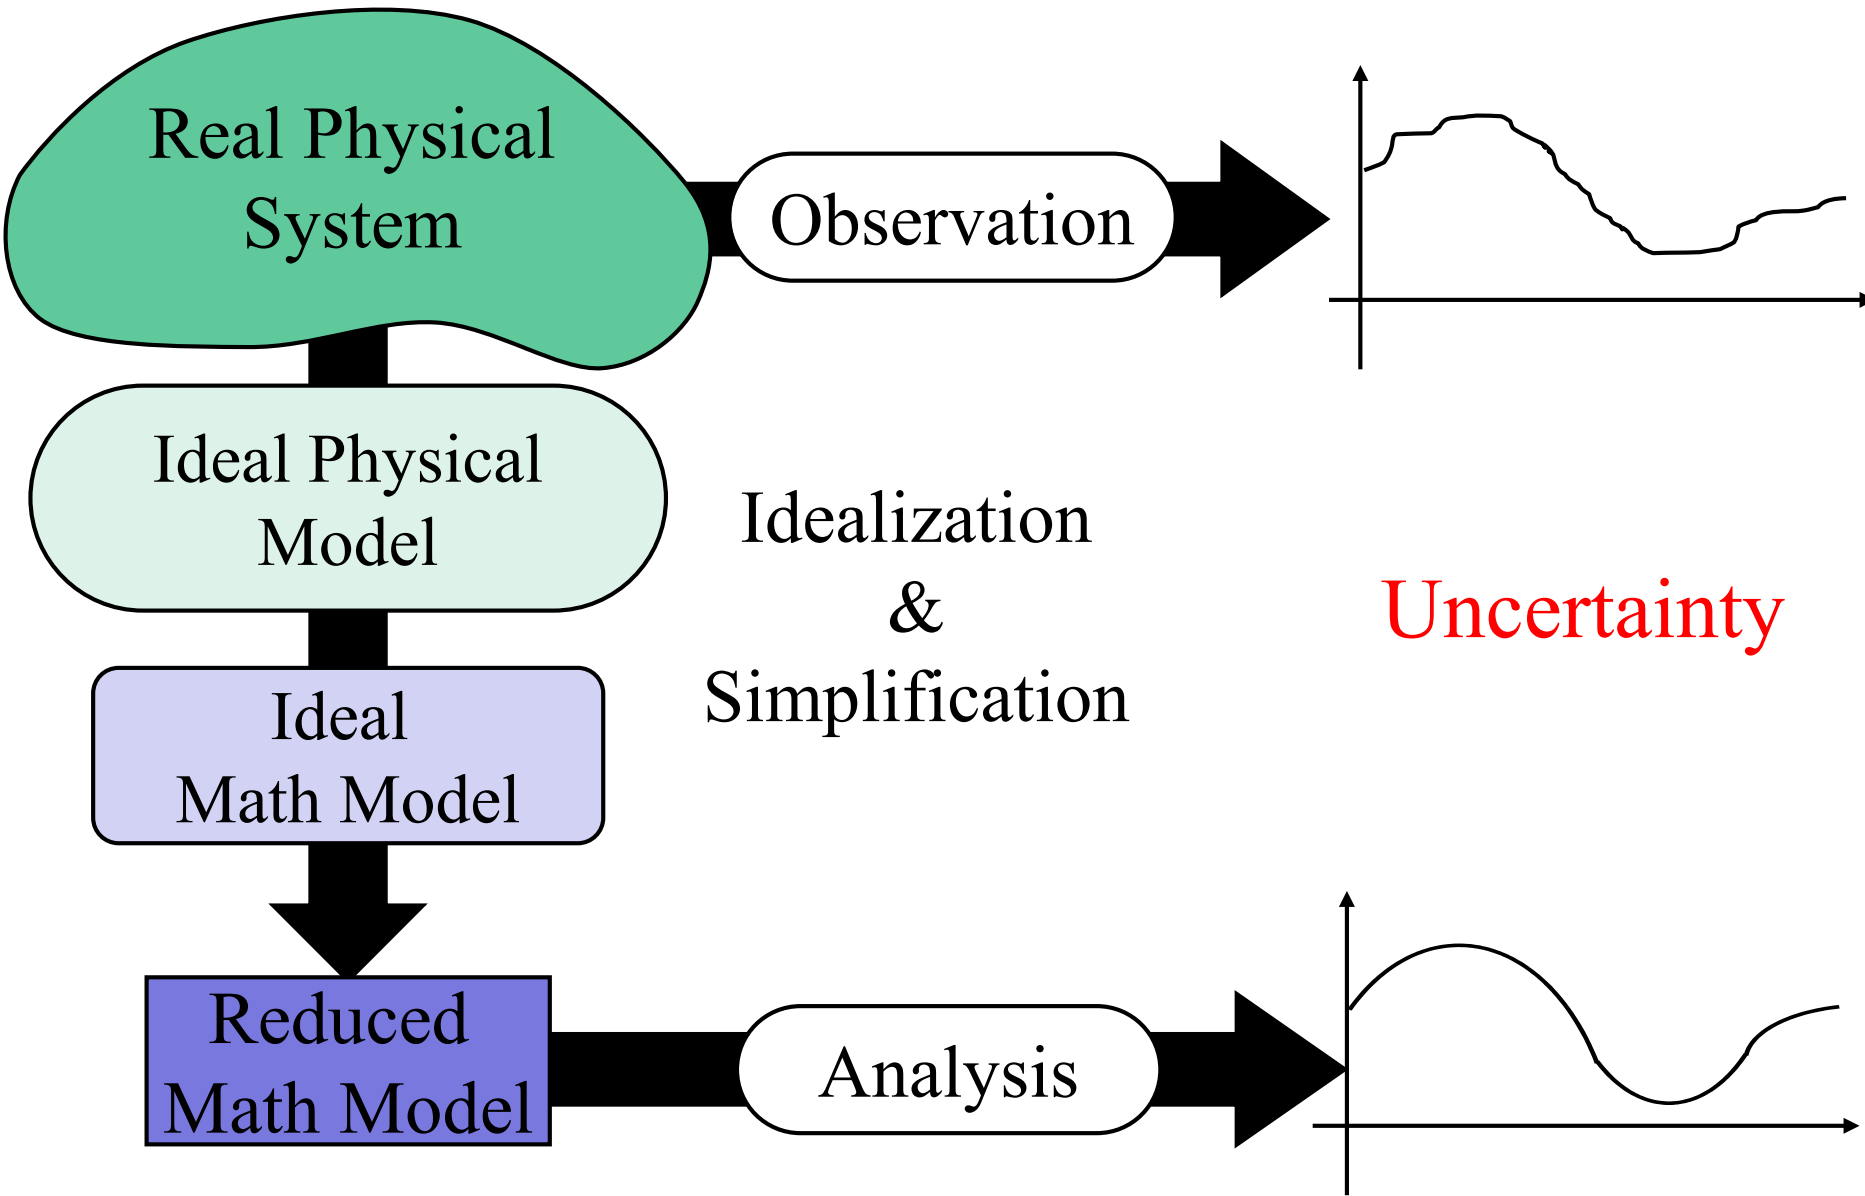 Real Physical
System
Observation
Ideal Physical
Model
Idealization
&
Simplification
Uncertainty
Ideal
Math Model
Reduced
Math Model
Analysis